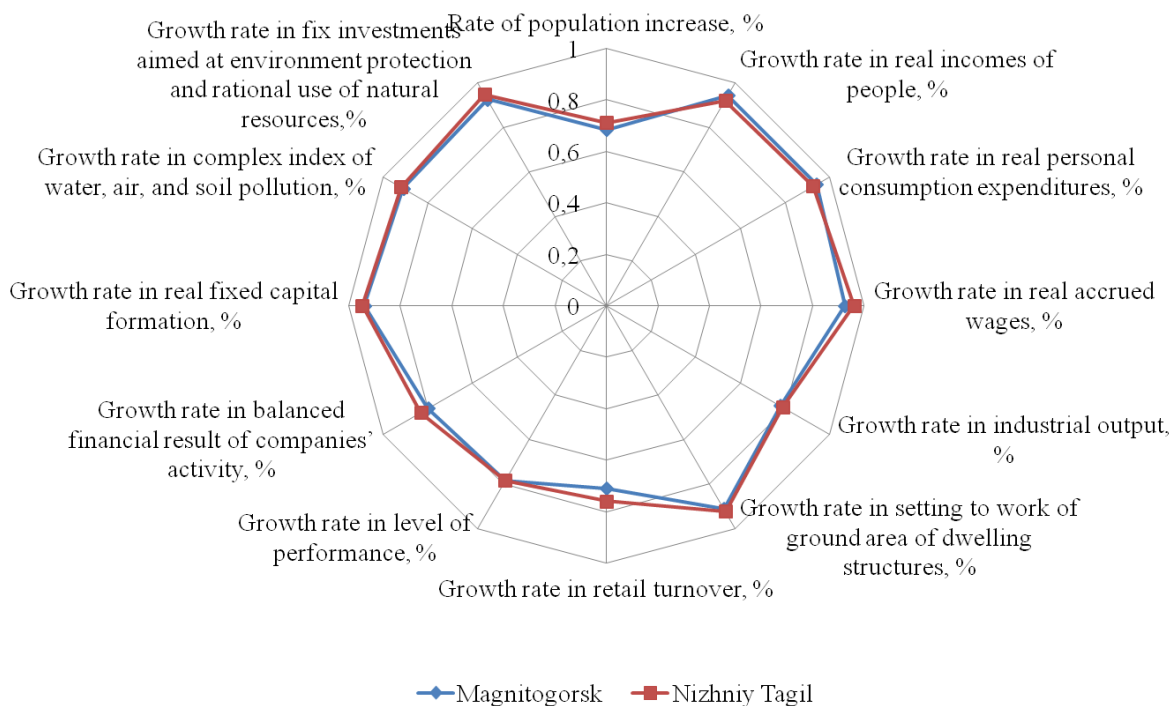 Rate of population increase, %
Growth rate in real incomes of
people, %
Growth rate in real personal
consumption expenditures, %
Growth rate in real accrued
wages, %
Growth rate in industrial output,
%
Growth rate in setting to work of
ground area of dwelling
structures, %
Growth rate in retail turnover, %
Growth rate in level of
performance, %
Growth rate in balanced
financial result of companies’
activity, %
Growth rate in real fixed capital
formation, %
Growth rate in complex index of
water, air, and soil pollution, %
Growth rate in fix investments
aimed at environment protection
and rational use of natural
resources,%
1
0,8
0,6
0,4
0,2
0
Magnitogorsk
Nizhniy Tagil